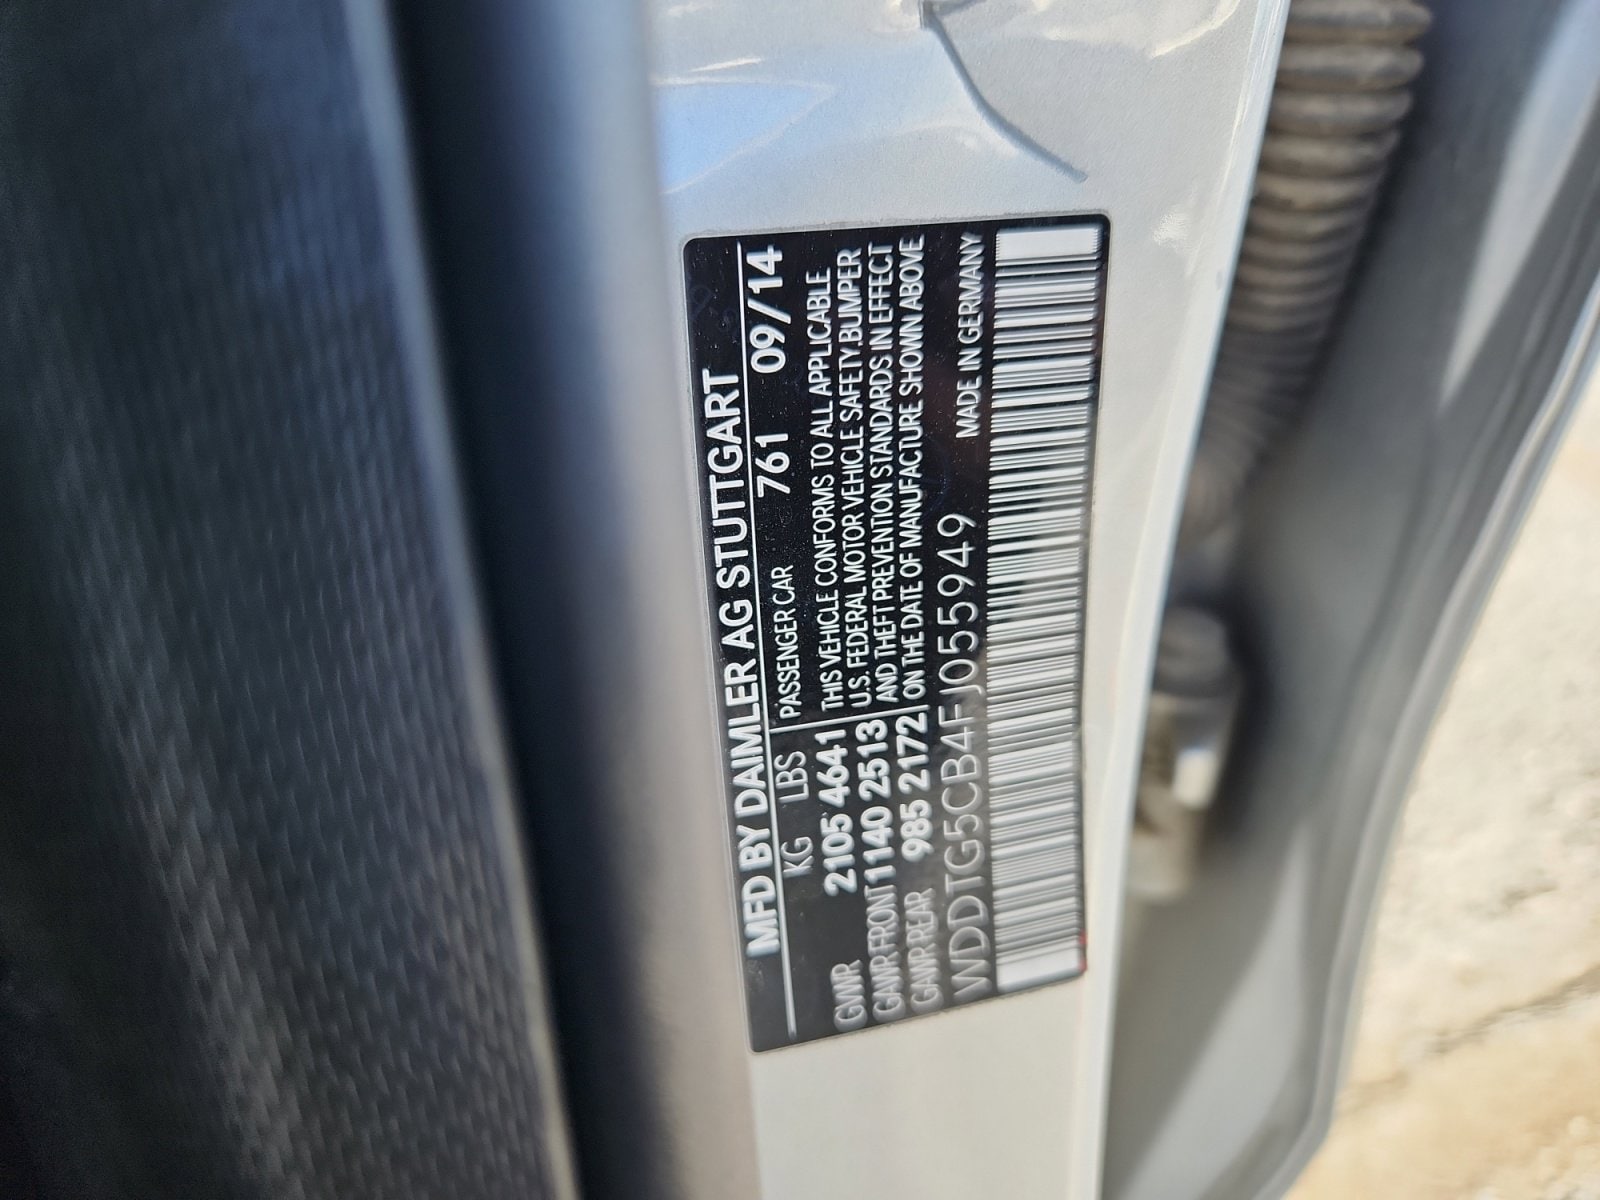 MFD BY DAIMLER AG STUTTGART
KG LBS PASSENGER CAR 761 09/14
GVWR 2105 4641 THIS VEHICLE CONFORMS TO ALL APPLICABLE
GAWR FRONT 1140 2513 U.S. FEDERAL MOTOR VEHICLE SAFETY, BUMPER
GAWR REAR 985 2172 AND THEFT PREVENTION STANDARDS IN EFFECT
ON THE DATE OF MANUFACTURE SHOWN ABOVE
WDDTG5CB4FJ055949 MADE IN GERMANY